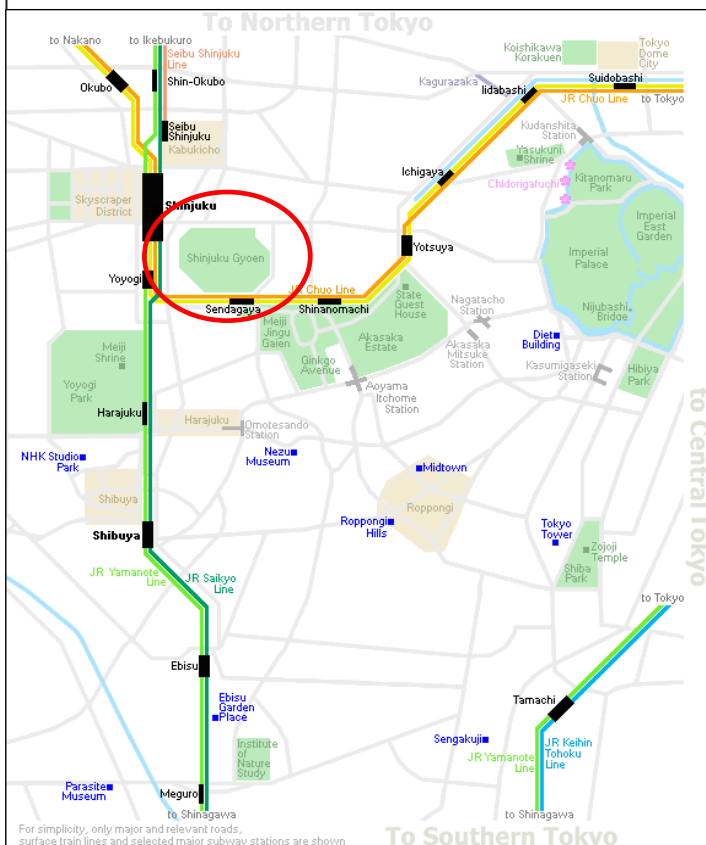 To Northern Tokyo
to Nakano
to Ikebukuro
Seibu Shinjuku
Line
Koishikawa
Korakuen
Tokyo
Dome
City
Okubo
Shin-Okubo
Kagurazaka
Iidabashi
Suidobashi
JR Chuo Line
to Tokyo
Seibu
Shinjuku
Kabukicho
Kudanshita
Station
Yasukuni
Shrine
Ichigaya
Chidorigafuchi
Kitanomaru
Park
Skyscraper
District
Shinjuku
Imperial
East
Garden
Shinjuku Gyoen
Yotsuya
Imperial
Palace
Yoyogi
JR Chuo Line
Sendagaya
Shinanomachi
State
Guest
House
Nagatacho
Station
Nijubashi
Bridge
Meiji
Jingu
Gaien
Akasaka
Estate
Akasaka
Mitsuke
Station
Diet
Building
Meiji
Shrine
Ginkgo
Avenue
Kasumigaseki
Station
Hibiya
Park
Yoyogi
Park
Aoyama
Itchome
Station
to Central Tokyo
Harajuku
Harajuku
Omotesando
Station
NHK Studio
Park
Nezu
Museum
Midtown
Shibuya
Roppongi
Roppongi
Hills
Tokyo
Tower
Shibuya
Zojoji
Temple
Shiba
Park
JR Yamanote
Line
JR Saikyo
Line
to Tokyo
Ebisu
Ebisu
Garden
Place
Tamachi
Sengakuji
JR Yamanote
Line
JR Keihin
Tohoku
Line
Institute
of
Nature
Study
Parasite
Museum
Meguro
to Shinagawa
to Shinagawa
For simplicity, only major and relevant roads,
surface train lines and selected major subway stations are shown
To Southern Tokyo